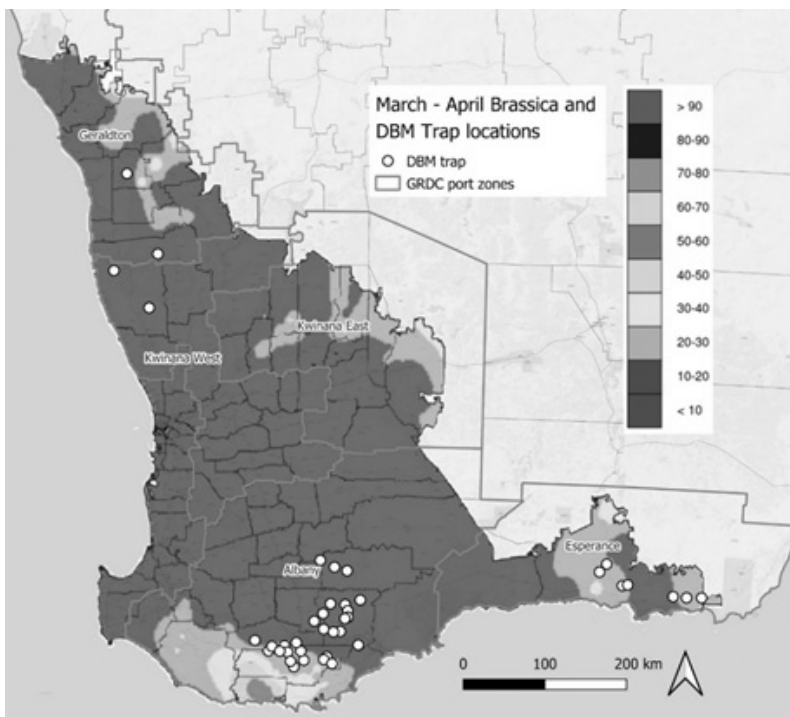 March - April Brassica and
DBM Trap locations
DBM trap
GRDC port zones
> 90
80-90
70-80
60-70
50-60
40-50
30-40
20-30
10-20
< 10
Geraldton
Kwinana East
Kwinana West
Esperance
Albany
0 100 200 km